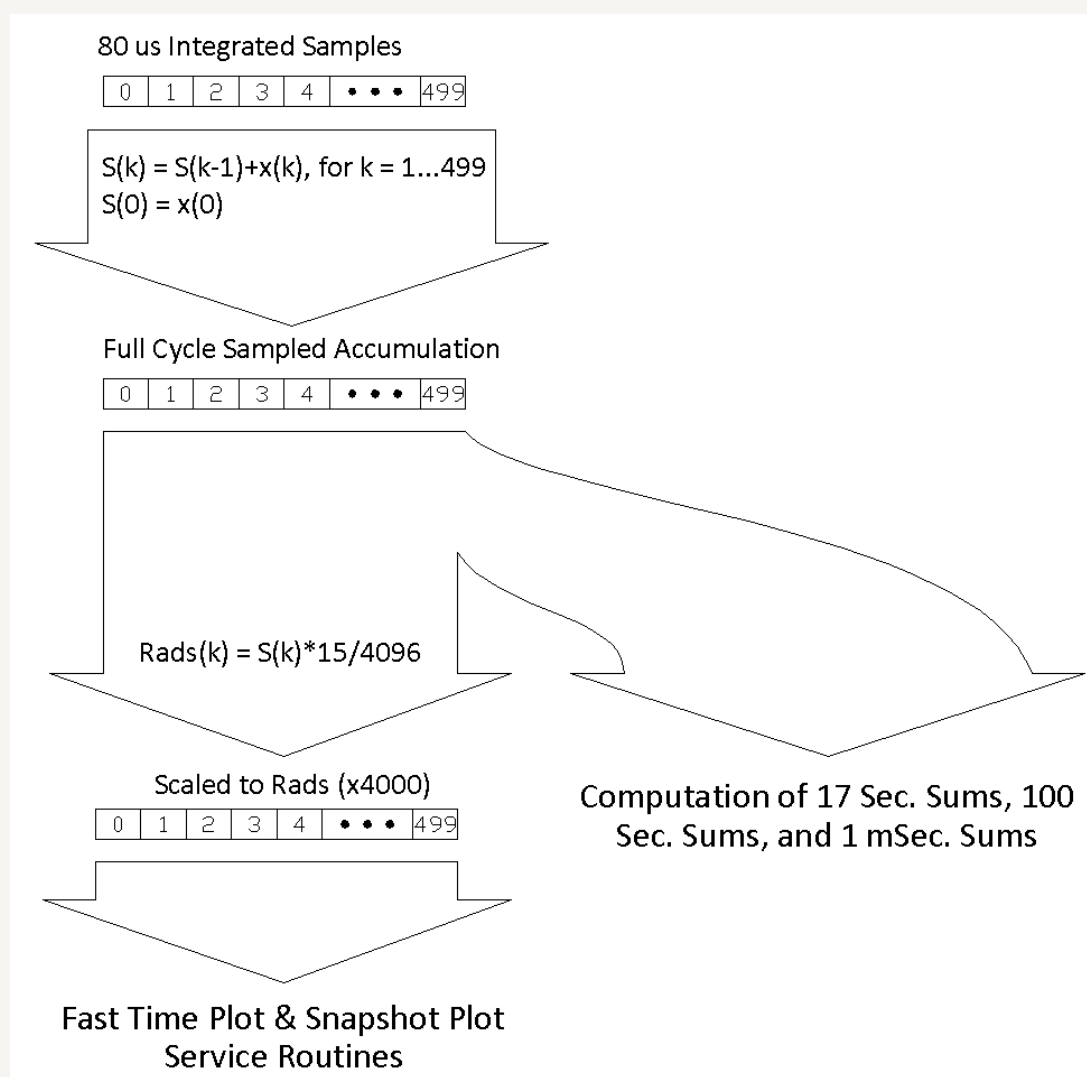 80 us Integrated Samples
0 1 2 3 4 • • • 499
S(k) = S(k-1)+x(k), for k = 1...499
S(0) = x(0)
Full Cycle Sampled Accumulation
0 1 2 3 4 • • • 499
Rads(k) = S(k)*15/4096
Scaled to Rads (x4000)
0 1 2 3 4 • • • 499
Computation of 17 Sec. Sums, 100
Sec. Sums, and 1 mSec. Sums
Fast Time Plot & Snapshot Plot
Service Routines